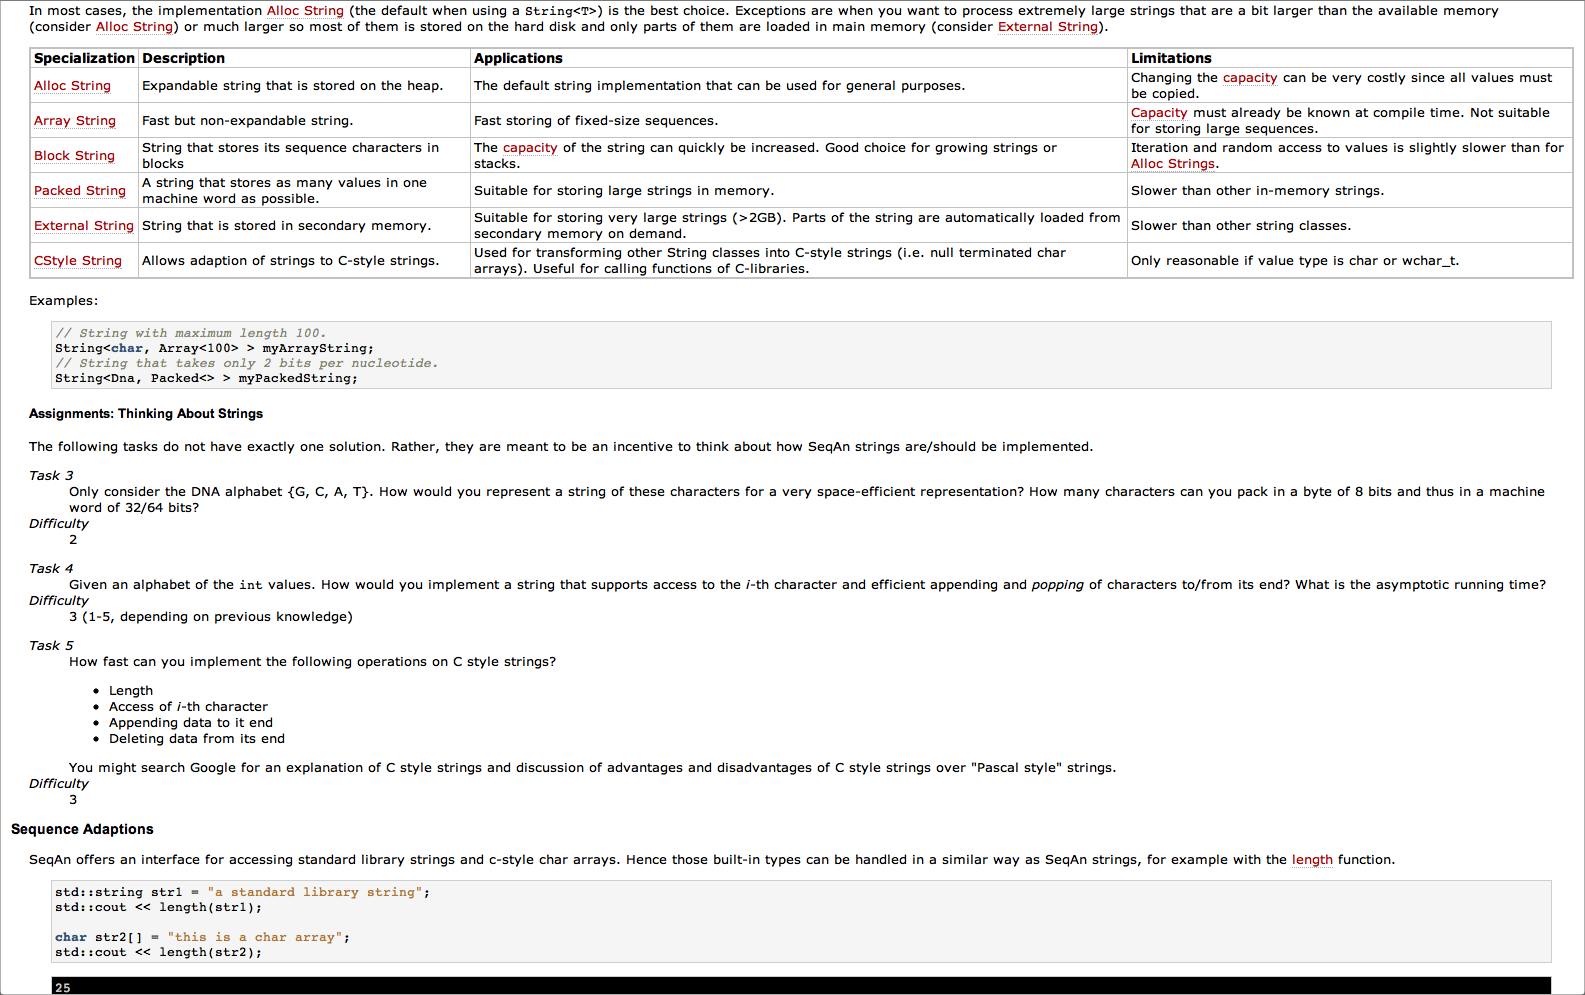 In most cases, the implementation Alloc String (the default when using a String<T>) is the best choice. Exceptions are when you want to process extremely large strings that are a bit larger than the available memory
(consider Alloc String) or much larger so most of them is stored on the hard disk and only parts of them are loaded in main memory (consider External String).
Specialization Description Applications Limitations
Alloc String Expandable string that is stored on the heap. The default string implementation that can be used for general purposes. Changing the capacity can be very costly since all values must
be copied.
Array String Fast but non-expandable string. Fast storing of fixed-size sequences. Capacity must already be known at compile time. Not suitable
for storing large sequences.
Block String String that stores its sequence characters in
blocks
The capacity of the string can quickly be increased. Good choice for growing strings or
stacks.
Iteration and random access to values is slightly slower than for
Alloc Strings.
Packed String A string that stores as many values in one
machine word as possible.
Suitable for storing large strings in memory. Slower than other in-memory strings.
External String String that is stored in secondary memory. Suitable for storing very large strings (>2GB). Parts of the string are automatically loaded from
secondary memory on demand.
Slower than other string classes.
CStyle String Allows adaption of strings to C-style strings. Used for transforming other String classes into C-style strings (i.e. null terminated char
arrays). Useful for calling functions of C-libraries.
Only reasonable if value type is char or wchar_t.
Examples:
// String with maximum length 100.
String<char, Array<100> > myArrayString;
// String that takes only 2 bits per nucleotide.
String<Dna, Packed<> > myPackedString;
Assignments: Thinking About Strings
The following tasks do not have exactly one solution. Rather, they are meant to be an incentive to think about how SeqAn strings are/should be implemented.
Task 3
Only consider the DNA alphabet {G, C, A, T}. How would you represent a string of these characters for a very space-efficient representation? How many characters can you pack in a byte of 8 bits and thus in a machine
word of 32/64 bits?
Difficulty
2
Task 4
Given an alphabet of the int values. How would you implement a string that supports access to the i-th character and efficient appending and popping of characters to/from its end? What is the asymptotic running time?
Difficulty
3 (1-5, depending on previous knowledge)
Task 5
How fast can you implement the following operations on C style strings?
• Length
• Access of i-th character
• Appending data to it end
• Deleting data from its end
You might search Google for an explanation of C style strings and discussion of advantages and disadvantages of C style strings over "Pascal style" strings.
Difficulty
3
Sequence Adaptions
SeqAn offers an interface for accessing standard library strings and c-style char arrays. Hence those built-in types can be handled in a similar way as SeqAn strings, for example with the length function.
std::string str1 = "a standard library string";
std::cout << length(str1);
char str2[] = "this is a char array";
std::cout << length(str2);
25